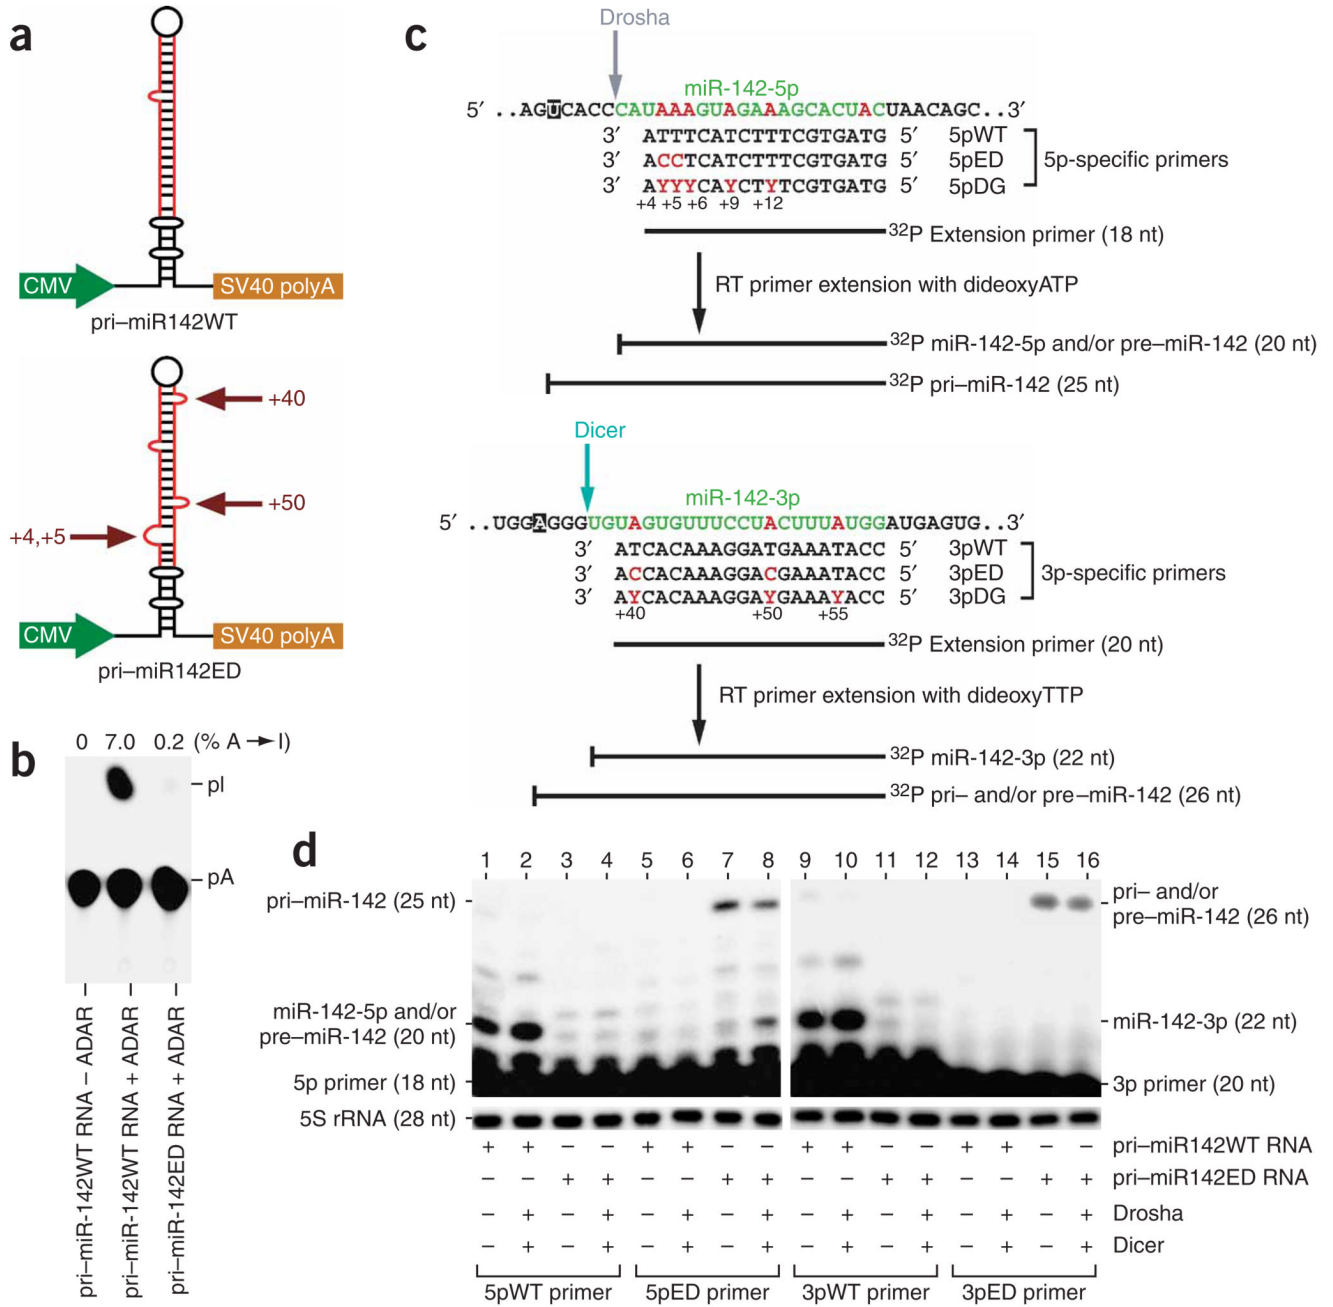 a
pri–miR142WT
CMV
SV40 polyA
+40
+50
+4,+5
CMV
SV40 polyA
pri–miR142ED
b
0 7.0 0.2 (% A → I)
pI
pA
pri–miR-142WT RNA – ADAR
pri–miR-142WT RNA + ADAR
pri–miR-142ED RNA + ADAR
c
Drosha
miR-142-5p
5′ ..AGUCACCCAUAAAGUAGAAAGCACUACUAACAGC..3′
3′ ATTTCATCTTTCGTGATG 5′ 5pWT
3′ ACCTCATCTTTCGTGATG 5′ 5pED
3′ AYYYCAYCTYTCGTGATG 5′ 5pDG
5p-specific primers
+4 +5 +6 +9 +12
32P Extension primer (18 nt)
RT primer extension with dideoxyATP
32P miR-142-5p and/or pre–miR-142 (20 nt)
32P pri–miR-142 (25 nt)
Dicer
miR-142-3p
5′ ..UGGAGGGUGUAGUGUUUCCUACUUUAUGGAUGAGUG..3′
3′ ATCACAAAGGATGAAATACC 5′ 3pWT
3′ ACCACAAAGGACGAAATACC 5′ 3pED
3′ AYCACAAAGGAYGAAAYACC 5′ 3pDG
3p-specific primers
+40 +50 +55
32P Extension primer (20 nt)
RT primer extension with dideoxyTTP
32P miR-142-3p (22 nt)
32P pri– and/or pre–miR-142 (26 nt)
d
1 2 3 4 5 6 7 8 9 10 11 12 13 14 15 16
pri–miR-142 (25 nt)
miR-142-5p and/or
pre–miR-142 (20 nt)
5p primer (18 nt)
5S rRNA (28 nt)
pri– and/or
pre–miR-142 (26 nt)
miR-142-3p (22 nt)
3p primer (20 nt)
+ + – – + + – – + + – – + + – – pri–miR142WT RNA
– – + + – – + + – – + + – – + + pri–miR142ED RNA
– + – + – + – + – + – + – + – + Drosha
– + – + – + – + – + – + – + – + Dicer
5pWT primer 5pED primer 3pWT primer 3pED primer